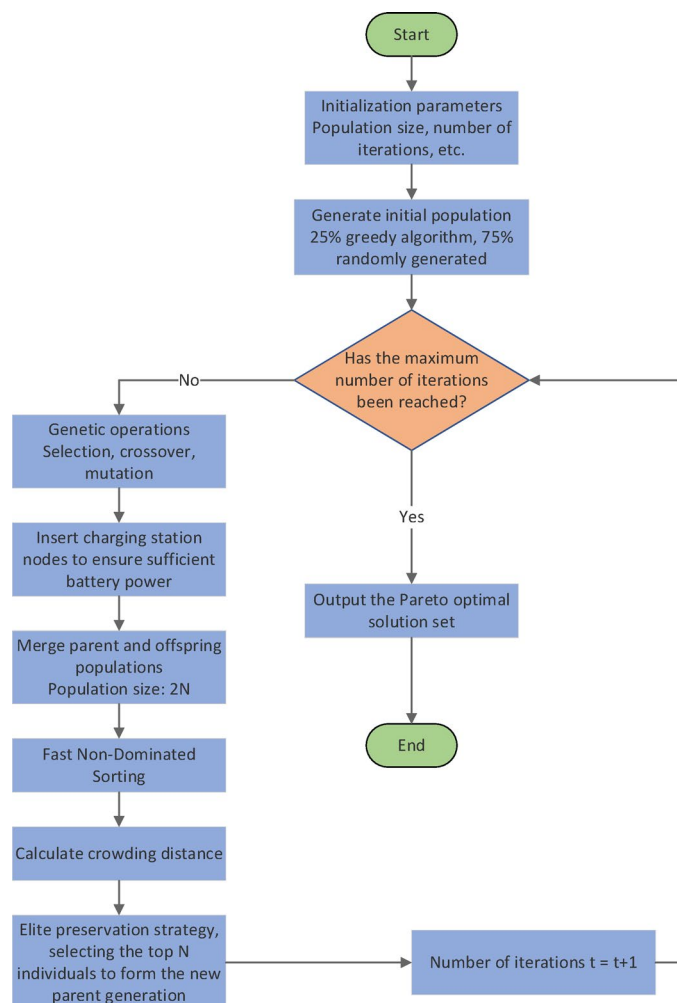 Start
Initialization parameters
Population size, number of
iterations, etc.
Generate initial population
25% greedy algorithm, 75%
randomly generated
Has the maximum
number of iterations
been reached?
No
Yes
Genetic operations
Selection, crossover,
mutation
Insert charging station
nodes to ensure sufficient
battery power
Merge parent and offspring
populations
Population size: 2N
Fast Non-Dominated
Sorting
Calculate crowding distance
Elite preservation strategy,
selecting the top N
individuals to form the new
parent generation
Number of iterations t = t+1
Output the Pareto optimal
solution set
End